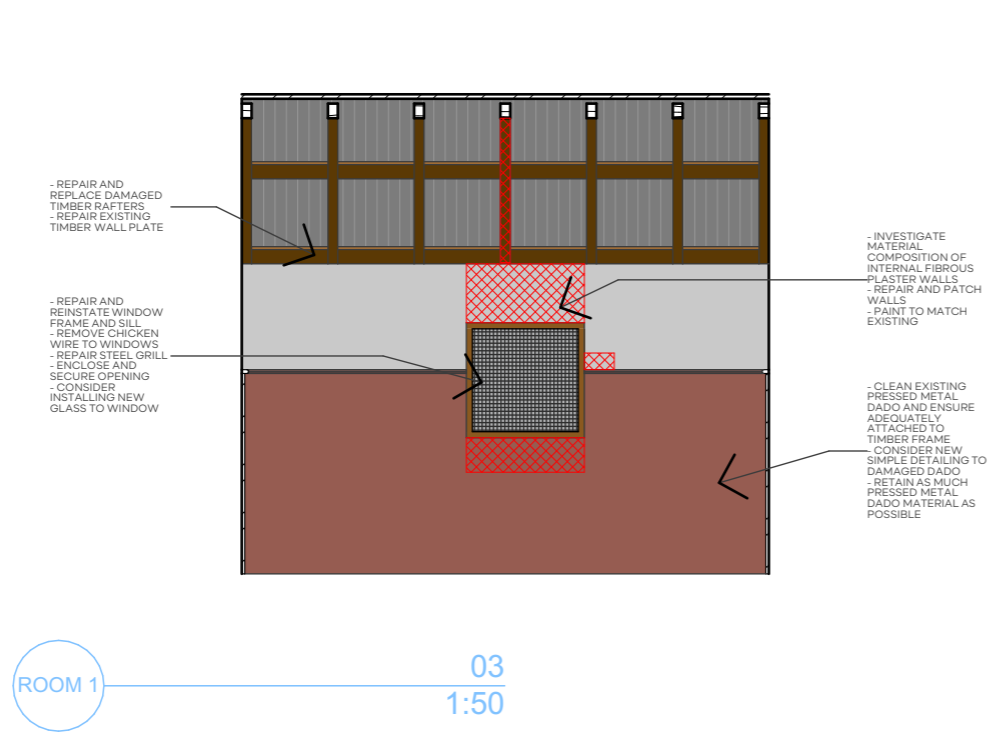 - REPAIR AND
REPLACE DAMAGED
TIMBER RAFTERS
- REPAIR EXISTING
TIMBER WALL PLATE
- REPAIR AND
REINSTATE WINDOW
FRAME AND SILL
- REMOVE CHICKEN
WIRE TO WINDOWS
- REPAIR STEEL GRILL
- ENCLOSE AND
SECURE OPENING
- CONSIDER
INSTALLING NEW
GLASS TO WINDOW
- INVESTIGATE
MATERIAL
COMPOSITION OF
INTERNAL FIBROUS
PLASTER WALLS
- REPAIR AND PATCH
WALLS
- PAINT TO MATCH
EXISTING
- CLEAN EXISTING
PRESSED METAL
DADO AND ENSURE
ADEQUATELY
ATTACHED TO
TIMBER FRAME
- CONSIDER NEW
SIMPLE DETAILING TO
DAMAGED DADO
- RETAIN AS MUCH
PRESSED METAL
DADO MATERIAL AS
POSSIBLE
ROOM 1
03
1:50